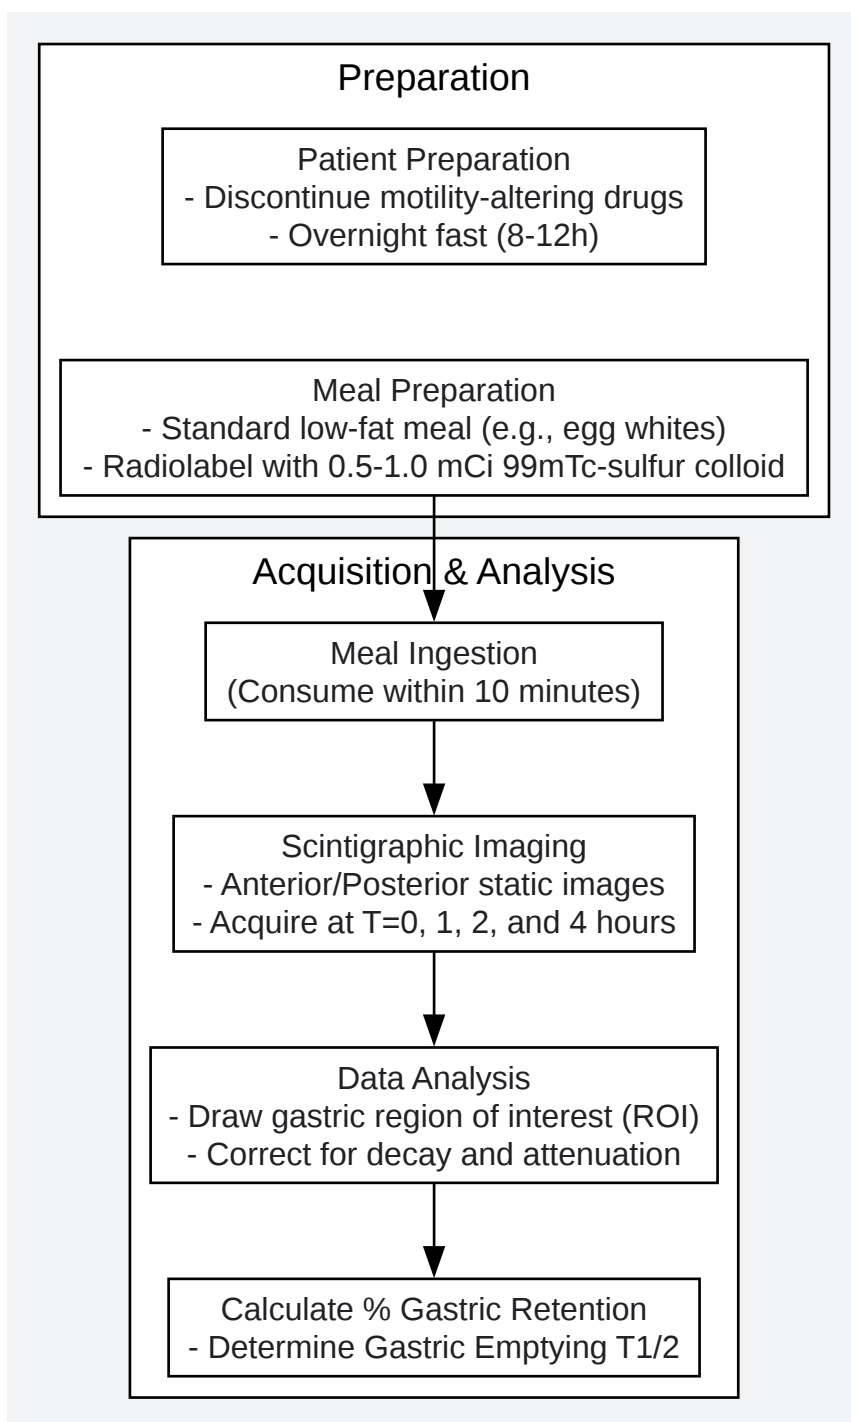 Preparation
Patient Preparation
- Discontinue motility-altering drugs
- Overnight fast (8-12h)
Meal Preparation
- Standard low-fat meal (e.g., egg whites)
- Radiolabel with 0.5-1.0 mCi 99mTc-sulfur colloid
Acquisition & Analysis
Meal Ingestion
(Consume within 10 minutes)
Scintigraphic Imaging
- Anterior/Posterior static images
- Acquire at T=0, 1, 2, and 4 hours
Data Analysis
- Draw gastric region of interest (ROI)
- Correct for decay and attenuation
Calculate % Gastric Retention
- Determine Gastric Emptying T1/2